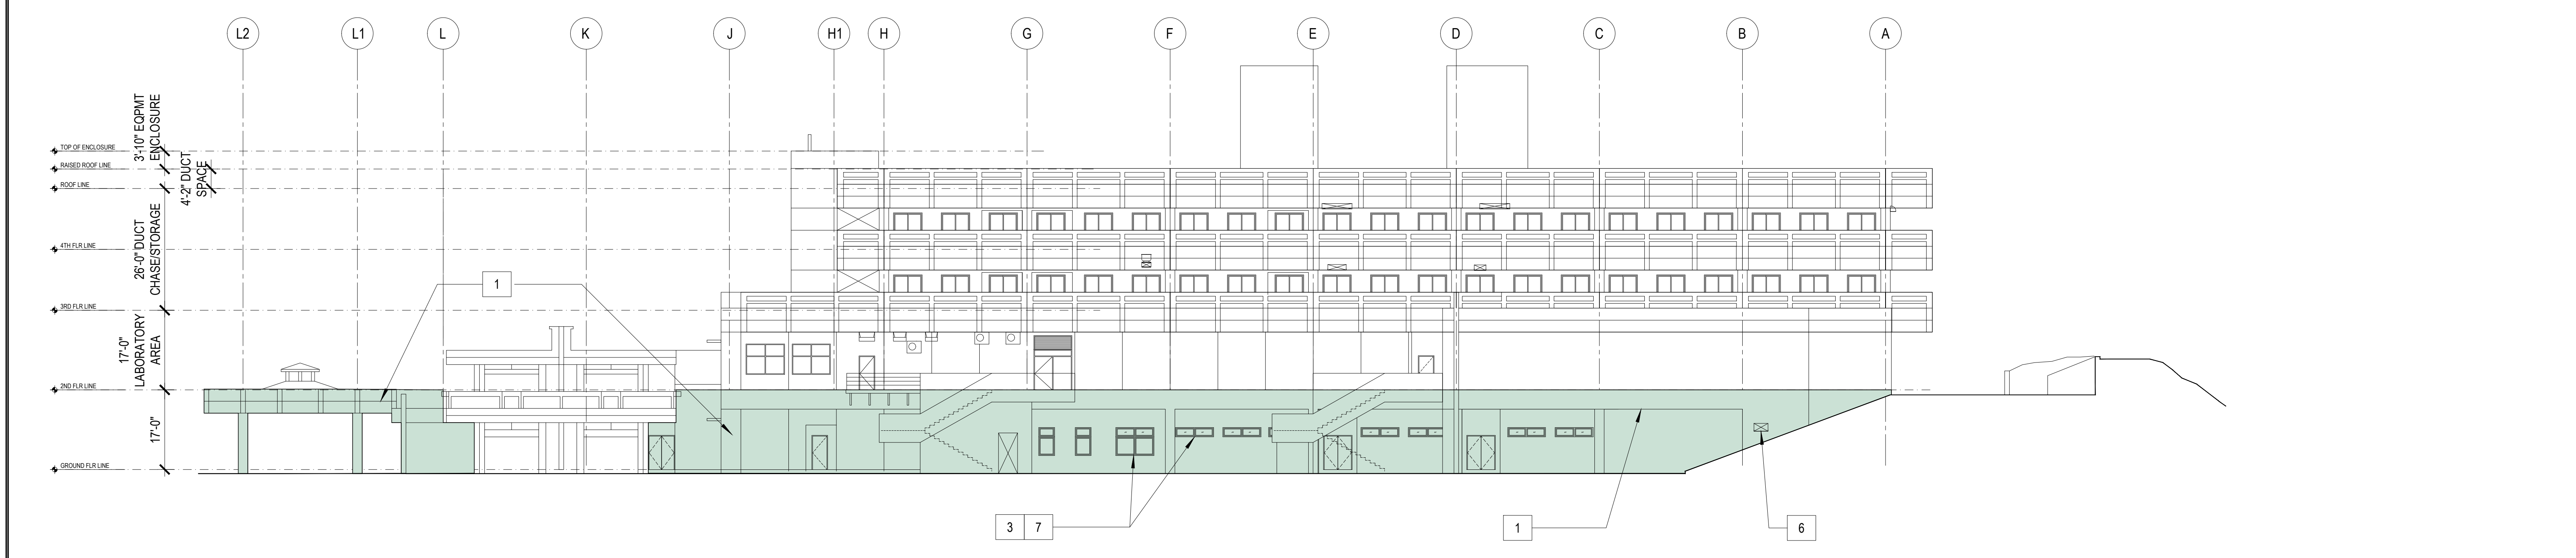 L2 L1 L K J H1 H G F E D C B A
TOP OF ENCLOSURE
RAISED ROOF LINE
ROOF LINE
4TH FLR LINE
3RD FLR LINE
2ND FLR LINE
GROUND FLR LINE
3'-10" EQPMT
ENCLOSURE
4'-2" DUCT
SPACE
26'-0" DUCT
CHASE/STORAGE
17'-0"
LABORATORY
AREA
17'-0"
1
3 7
1
6